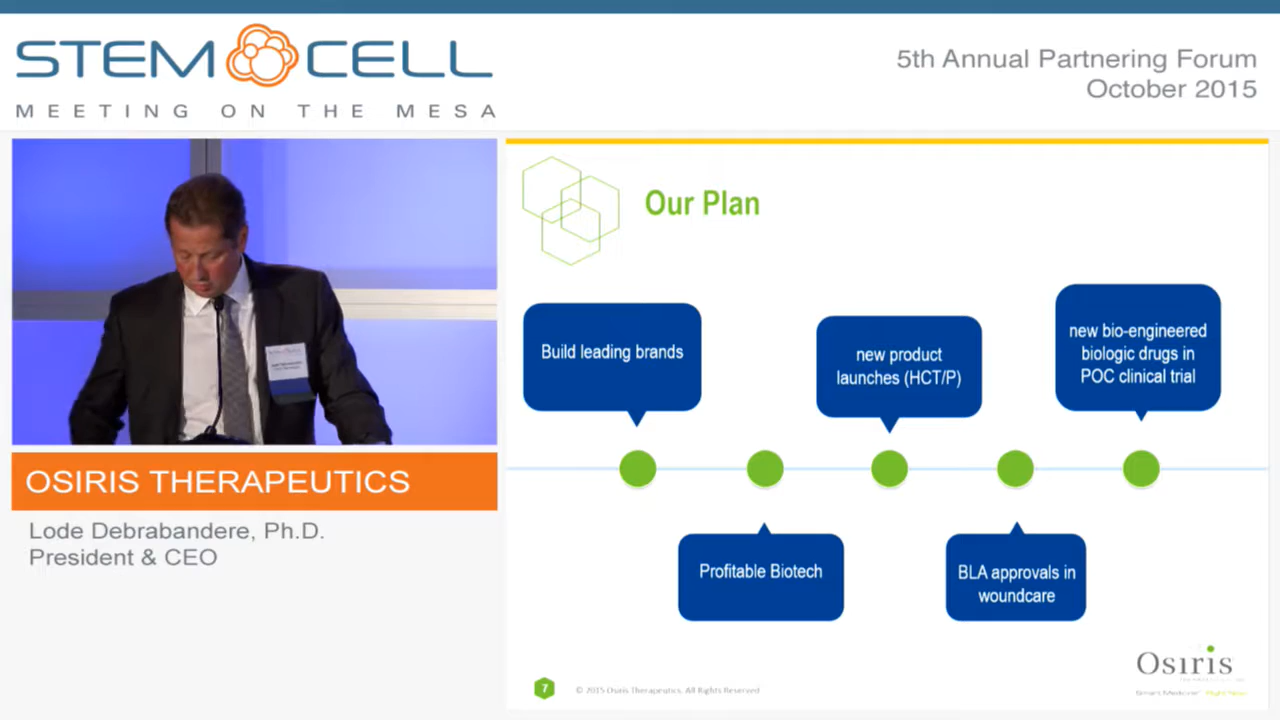 STEM CELL
MEETING ON THE MESA
5th Annual Partnering Forum
October 2015
OSIRIS THERAPEUTICS
Lode Debrabandere, Ph.D.
President & CEO
Our Plan
Build leading brands
new product
launches (HCT/P)
new bio-engineered
biologic drugs in
POC clinical trial
Profitable Biotech
BLA approvals in
woundcare
7
© 2015 Osiris Therapeutics. All Rights Reserved
Osiris
Smart Medicine